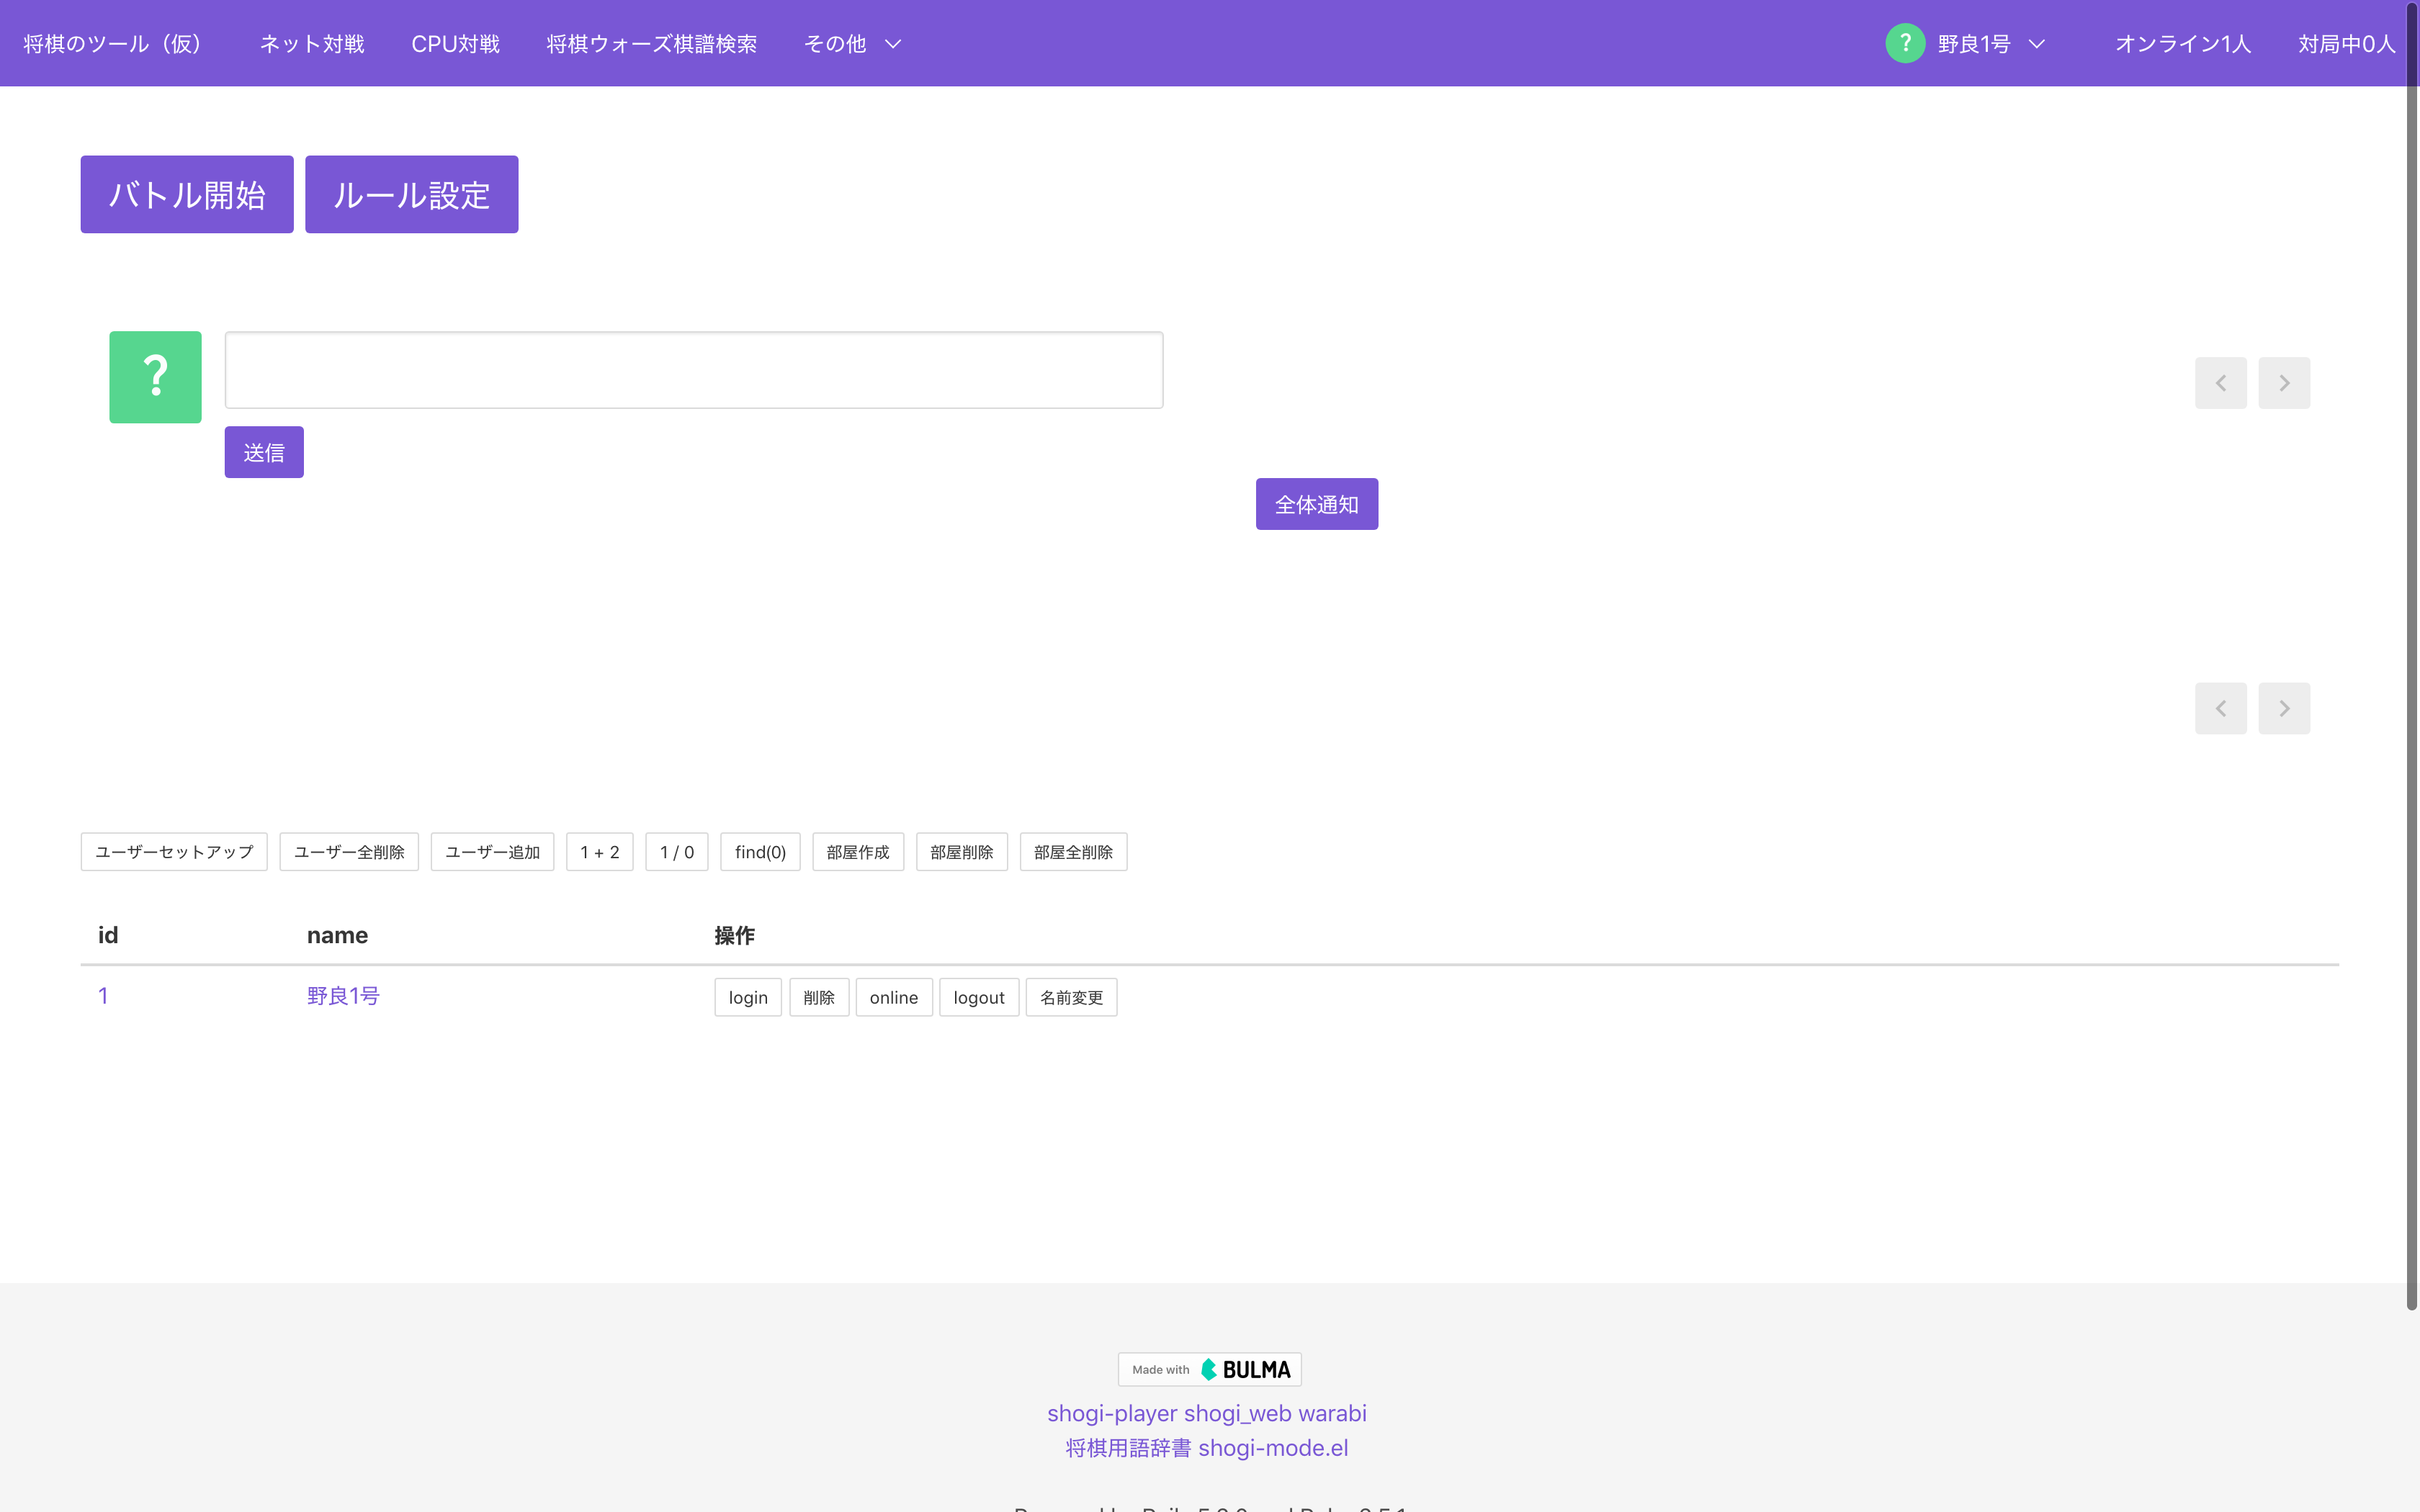 将棋のツール（仮） ネット対戦 CPU対戦 将棋ウォーズ棋譜検索 その他 ? 野良1号 オンライン1人 対局中0人
バトル開始 ルール設定
?
送信
全体通知
ユーザーセットアップ ユーザー全削除 ユーザー追加 1 + 2 1 / 0 find(0) 部屋作成 部屋削除 部屋全削除
id name 操作
1 野良1号 login 削除 online logout 名前変更
Made with BULMA
shogi-player shogi_web warabi
将棋用語辞書 shogi-mode.el